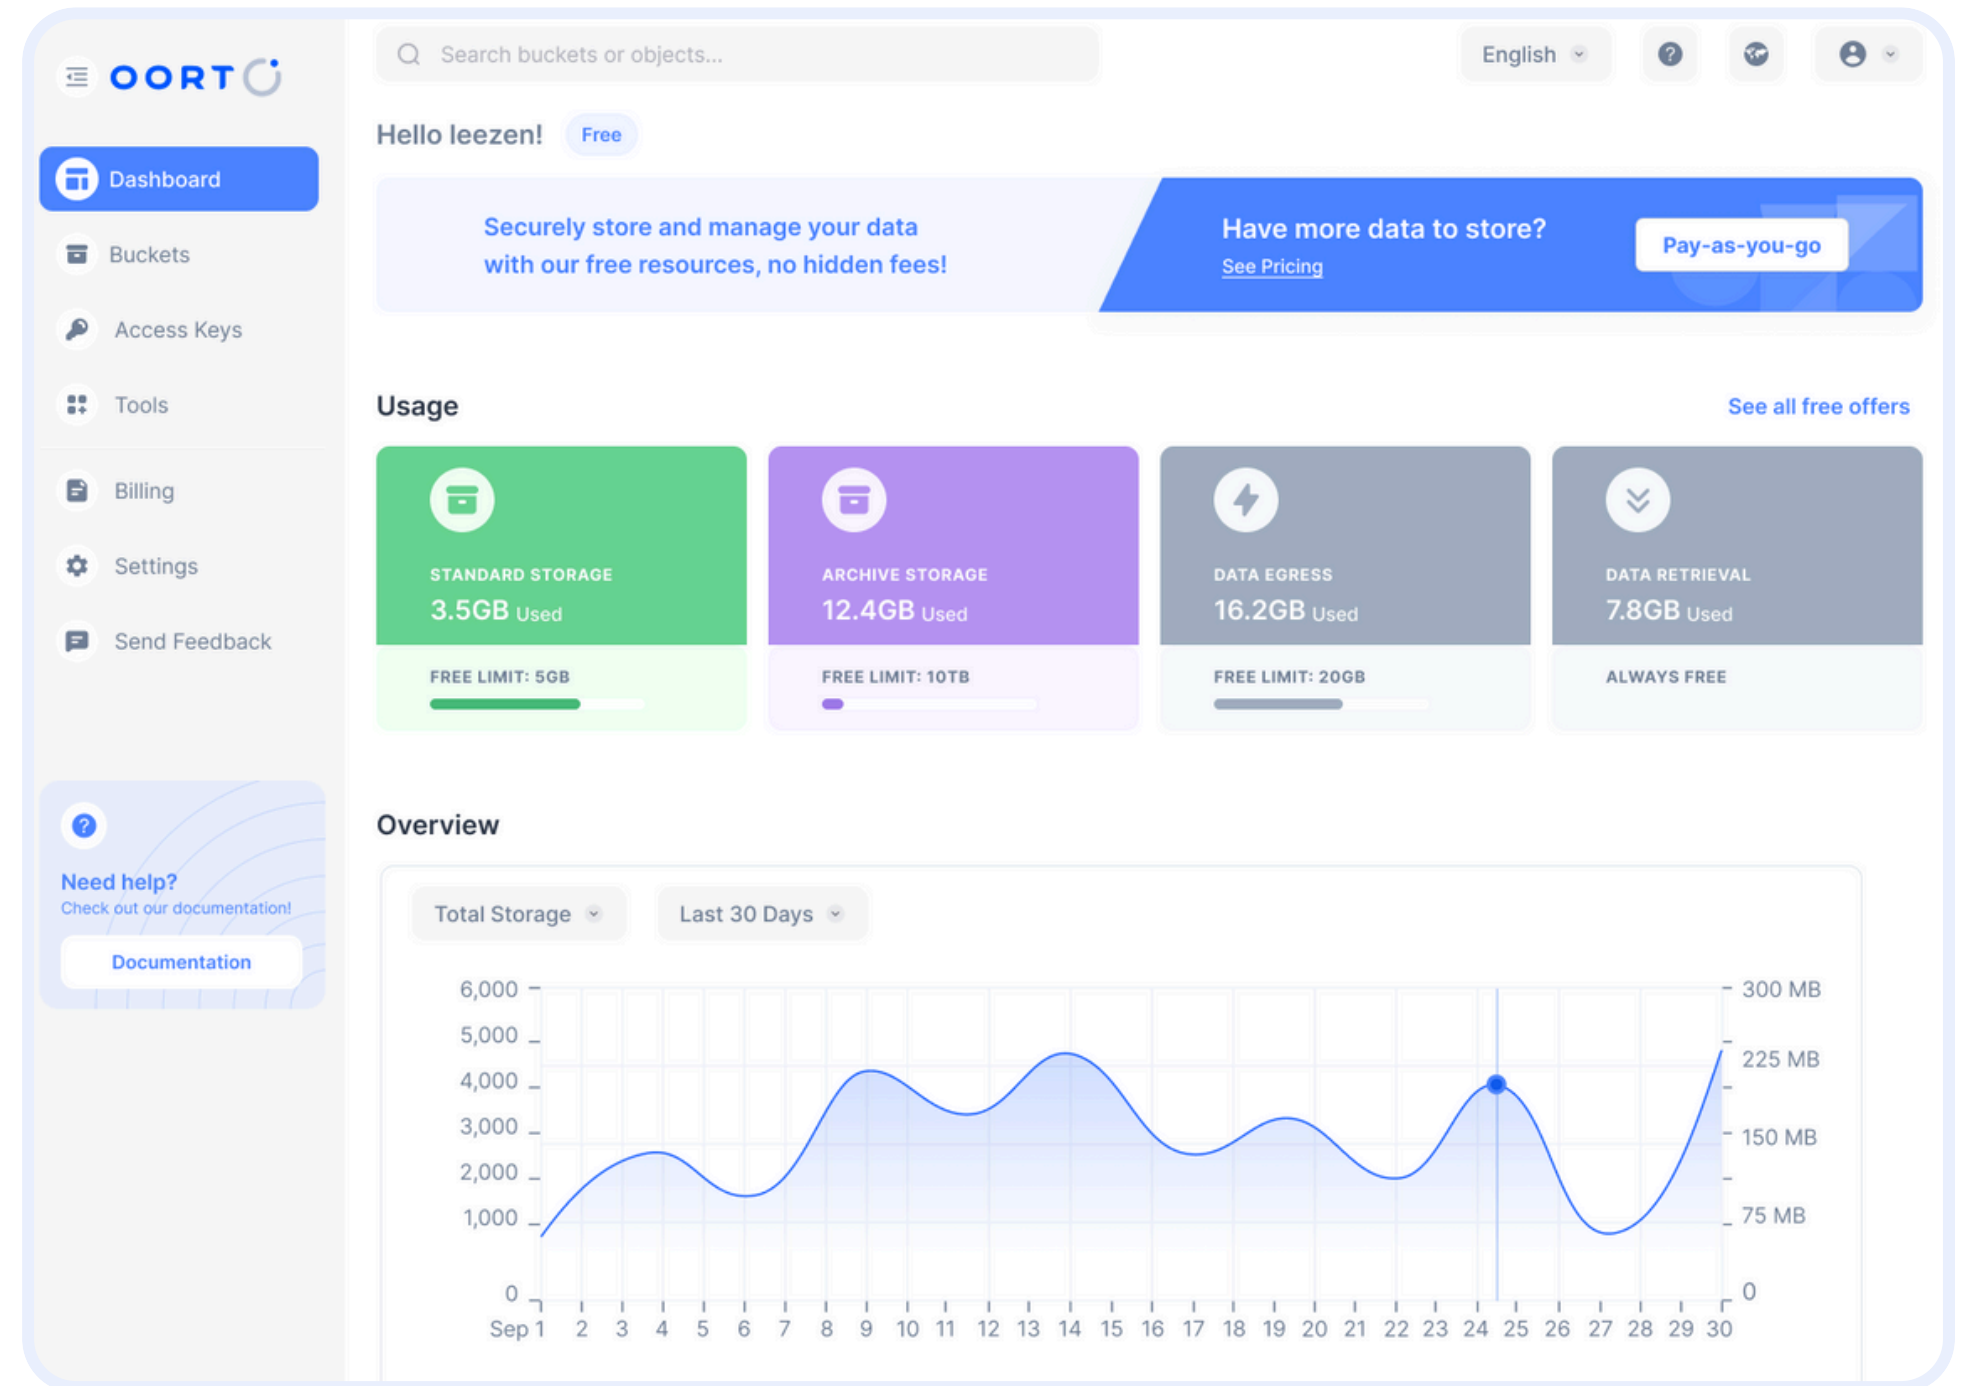 OORT
Search buckets or objects...
English
Hello leezen!
Free
Dashboard
Buckets
Access Keys
Tools
Billing
Settings
Send Feedback
Need help?
Check out our documentation!
Documentation
Securely store and manage your data
with our free resources, no hidden fees!
Have more data to store?
See Pricing
Pay-as-you-go
Usage
See all free offers
STANDARD STORAGE
3.5GB Used
FREE LIMIT: 5GB
ARCHIVE STORAGE
12.4GB Used
FREE LIMIT: 10TB
DATA EGRESS
16.2GB Used
FREE LIMIT: 20GB
DATA RETRIEVAL
7.8GB Used
ALWAYS FREE
Overview
Total Storage
Last 30 Days
6,000
5,000
4,000
3,000
2,000
1,000
0
300 MB
225 MB
150 MB
75 MB
0
Sep 1 2 3 4 5 6 7 8 9 10 11 12 13 14 15 16 17 18 19 20 21 22 23 24 25 26 27 28 29 30